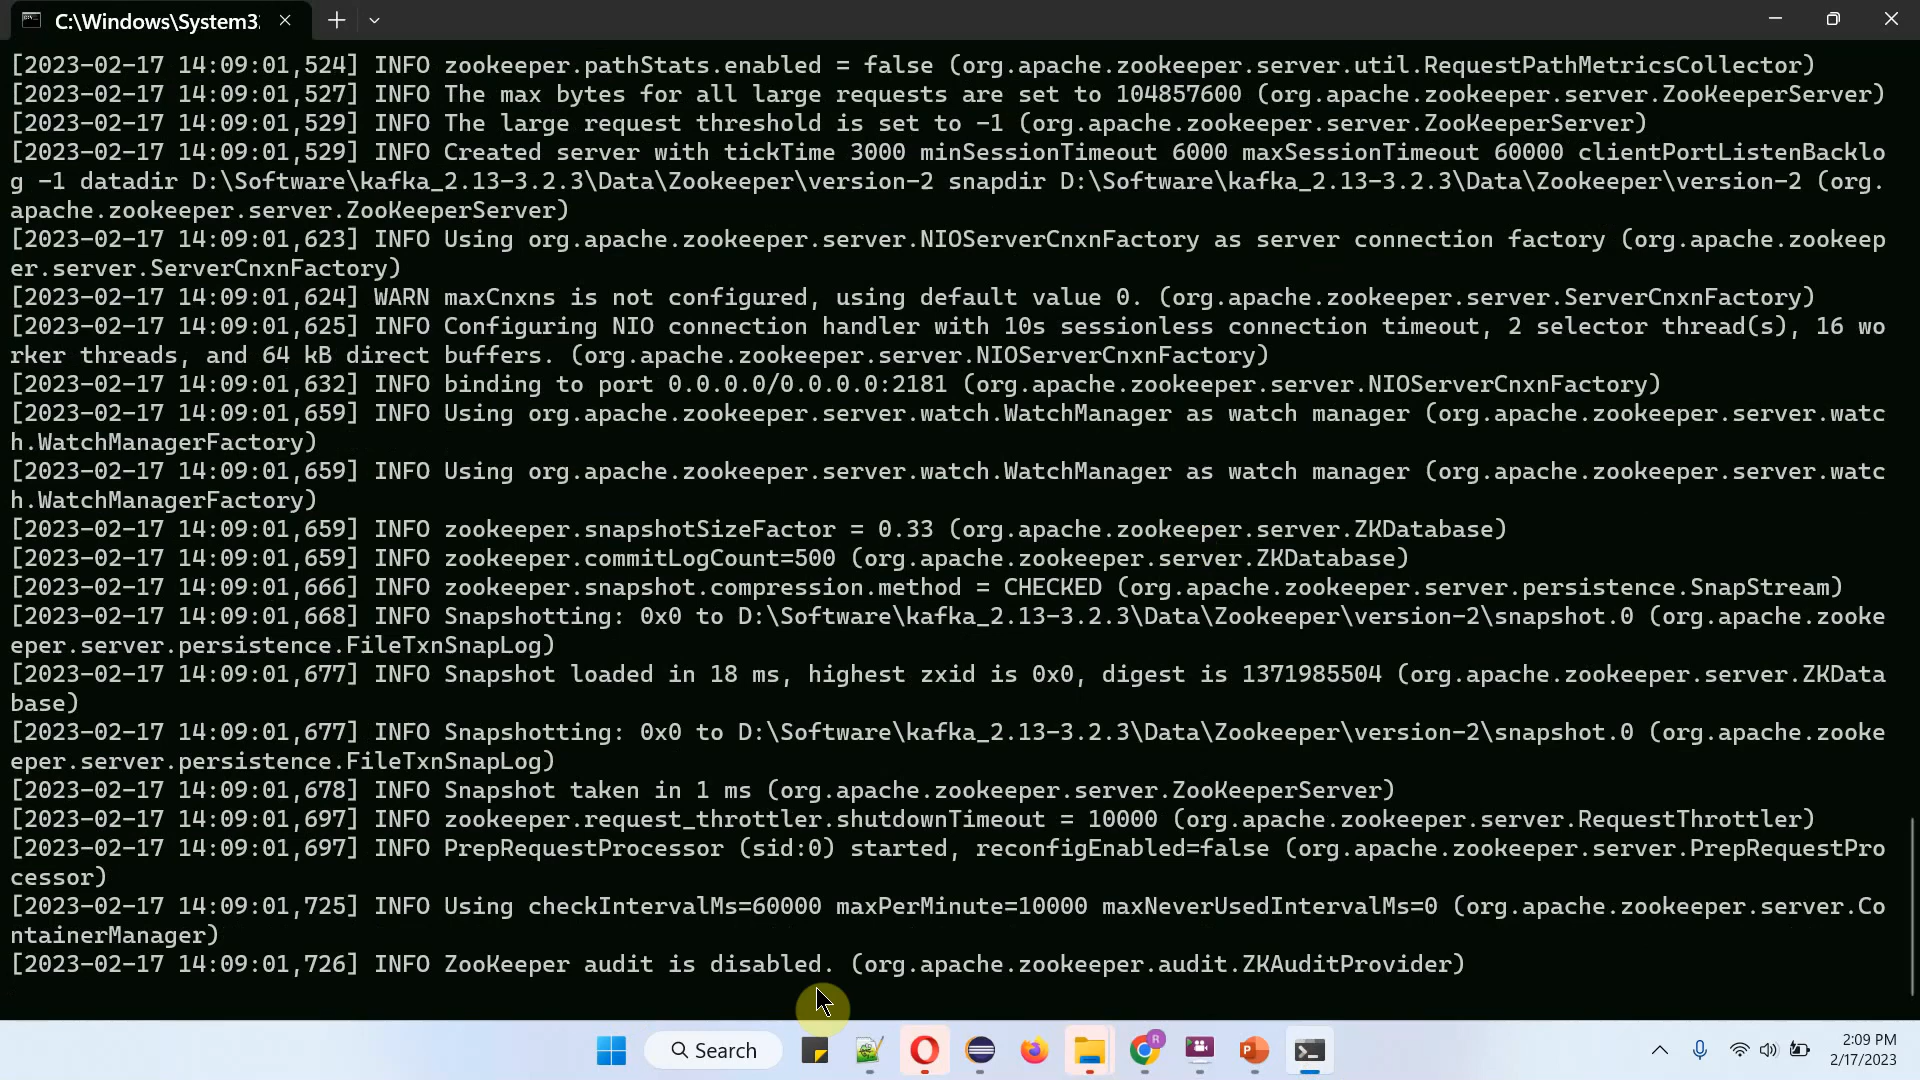 C:\Windows\System3
[2023-02-17 14:09:01,524] INFO zookeeper.pathStats.enabled = false (org.apache.zookeeper.server.util.RequestPathMetricsCollector)
[2023-02-17 14:09:01,527] INFO The max bytes for all large requests are set to 104857600 (org.apache.zookeeper.server.ZooKeeperServer)
[2023-02-17 14:09:01,529] INFO The large request threshold is set to -1 (org.apache.zookeeper.server.ZooKeeperServer)
[2023-02-17 14:09:01,529] INFO Created server with tickTime 3000 minSessionTimeout 6000 maxSessionTimeout 60000 clientPortListenBacklo
g -1 datadir D:\Software\kafka_2.13-3.2.3\Data\Zookeeper\version-2 snapdir D:\Software\kafka_2.13-3.2.3\Data\Zookeeper\version-2 (org.
apache.zookeeper.server.ZooKeeperServer)
[2023-02-17 14:09:01,623] INFO Using org.apache.zookeeper.server.NIOServerCnxnFactory as server connection factory (org.apache.zookeep
er.server.ServerCnxnFactory)
[2023-02-17 14:09:01,624] WARN maxCnxns is not configured, using default value 0. (org.apache.zookeeper.server.ServerCnxnFactory)
[2023-02-17 14:09:01,625] INFO Configuring NIO connection handler with 10s sessionless connection timeout, 2 selector thread(s), 16 wo
rker threads, and 64 kB direct buffers. (org.apache.zookeeper.server.NIOServerCnxnFactory)
[2023-02-17 14:09:01,632] INFO binding to port 0.0.0.0/0.0.0.0:2181 (org.apache.zookeeper.server.NIOServerCnxnFactory)
[2023-02-17 14:09:01,659] INFO Using org.apache.zookeeper.server.watch.WatchManager as watch manager (org.apache.zookeeper.server.watc
h.WatchManagerFactory)
[2023-02-17 14:09:01,659] INFO Using org.apache.zookeeper.server.watch.WatchManager as watch manager (org.apache.zookeeper.server.watc
h.WatchManagerFactory)
[2023-02-17 14:09:01,659] INFO zookeeper.snapshotSizeFactor = 0.33 (org.apache.zookeeper.server.ZKDatabase)
[2023-02-17 14:09:01,659] INFO zookeeper.commitLogCount=500 (org.apache.zookeeper.server.ZKDatabase)
[2023-02-17 14:09:01,666] INFO zookeeper.snapshot.compression.method = CHECKED (org.apache.zookeeper.server.persistence.SnapStream)
[2023-02-17 14:09:01,668] INFO Snapshotting: 0x0 to D:\Software\kafka_2.13-3.2.3\Data\Zookeeper\version-2\snapshot.0 (org.apache.zooke
eper.server.persistence.FileTxnSnapLog)
[2023-02-17 14:09:01,677] INFO Snapshot loaded in 18 ms, highest zxid is 0x0, digest is 1371985504 (org.apache.zookeeper.server.ZKData
base)
[2023-02-17 14:09:01,677] INFO Snapshotting: 0x0 to D:\Software\kafka_2.13-3.2.3\Data\Zookeeper\version-2\snapshot.0 (org.apache.zooke
eper.server.persistence.FileTxnSnapLog)
[2023-02-17 14:09:01,678] INFO Snapshot taken in 1 ms (org.apache.zookeeper.server.ZooKeeperServer)
[2023-02-17 14:09:01,697] INFO zookeeper.request_throttler.shutdownTimeout = 10000 (org.apache.zookeeper.server.RequestThrottler)
[2023-02-17 14:09:01,697] INFO PrepRequestProcessor (sid:0) started, reconfigEnabled=false (org.apache.zookeeper.server.PrepRequestPro
cessor)
[2023-02-17 14:09:01,725] INFO Using checkIntervalMs=60000 maxPerMinute=10000 maxNeverUsedIntervalMs=0 (org.apache.zookeeper.server.Co
ntainerManager)
[2023-02-17 14:09:01,726] INFO ZooKeeper audit is disabled. (org.apache.zookeeper.audit.ZKAuditProvider)
Search
R
2:09 PM
2/17/2023